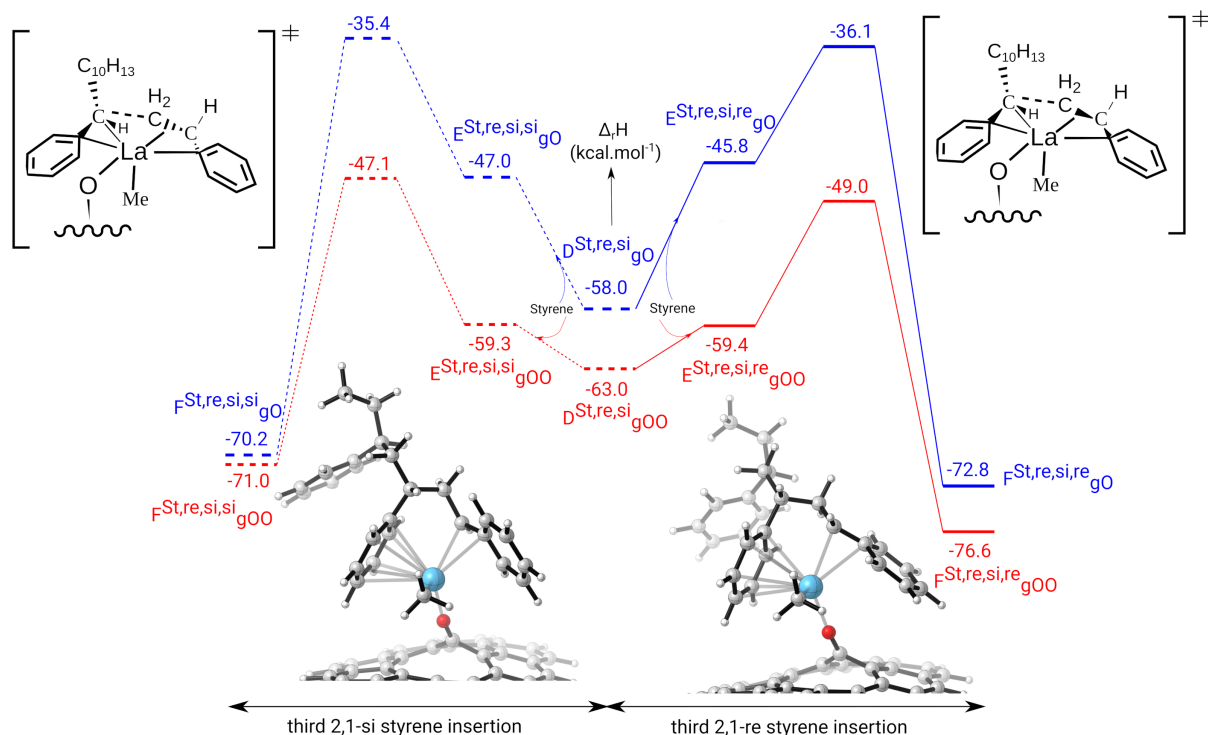 -35.4
-36.1
‡
‡
C10H13
H2
H
C
C
H
C
La
O
Me
C10H13
H2
H
C
C
H
C
La
O
Me
ESt,re,si,sigO
-47.0
-47.1
ΔrH
(kcal.mol-1)
ESt,re,si,regO
-45.8
-49.0
DSt,re,sigO
-58.0
Styrene
Styrene
-59.3
ESt,re,si,sigOO
-63.0
DSt,re,sigOO
-59.4
ESt,re,si,regOO
FSt,re,si,sigO
-70.2
-71.0
FSt,re,si,sigOO
-72.8
FSt,re,si,regO
-76.6
FSt,re,si,regOO
third 2,1-si styrene insertion
third 2,1-re styrene insertion